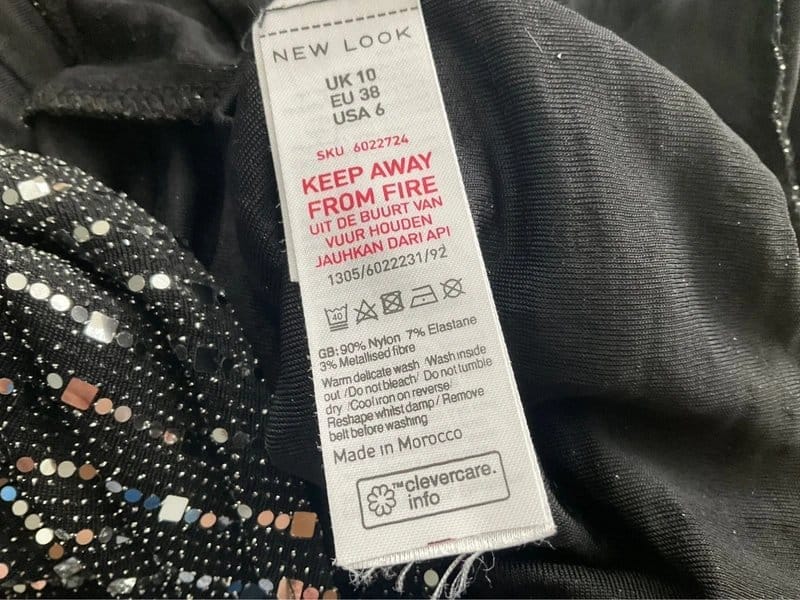 NEW LOOK
UK 10
EU 38
USA 6
SKU 6022724
KEEP AWAY
FROM FIRE
UIT DE BUURT VAN
VUUR HOUDEN
JAUHKAN DARI API
1305/6022231/92
40
GB: 90% Nylon 7% Elastane
3% Metallised fibre
Warm delicate wash /Wash inside
out /Do not bleach/ Do not tumble
dry /Cool iron on reverse/
Reshape whilst damp / Remove
belt before washing
Made in Morocco
™clevercare.
info